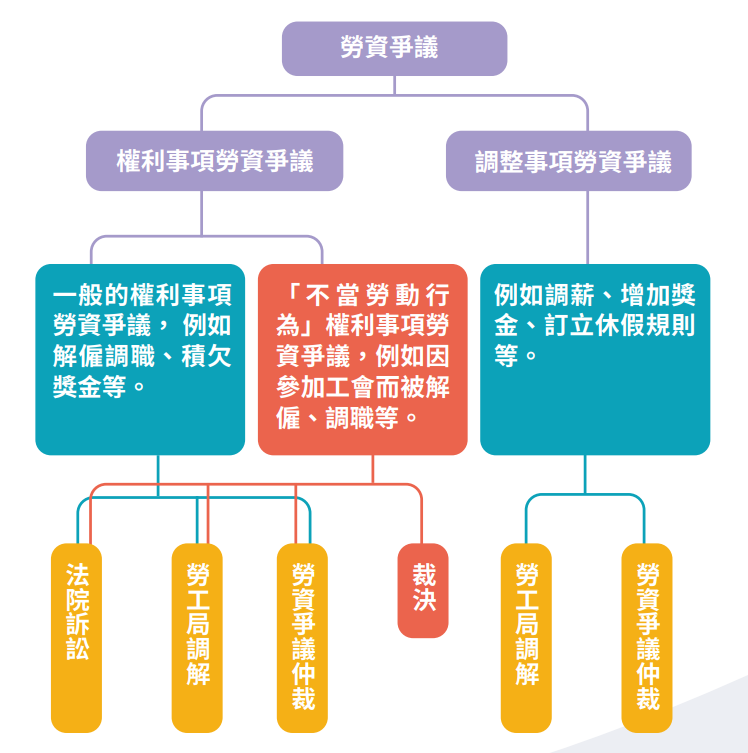 勞資爭議
權利事項勞資爭議
調整事項勞資爭議
一般的權利事項
勞資爭議，例如
解僱調職、積欠
獎金等。
「不當勞動行
為」權利事項勞
資爭議，例如因
參加工會而被解
僱、調職等。
例如調薪、增加獎
金、訂立休假規則
等。
法院訴訟
勞工局調解
勞資爭議仲裁
裁決
勞工局調解
勞資爭議仲裁